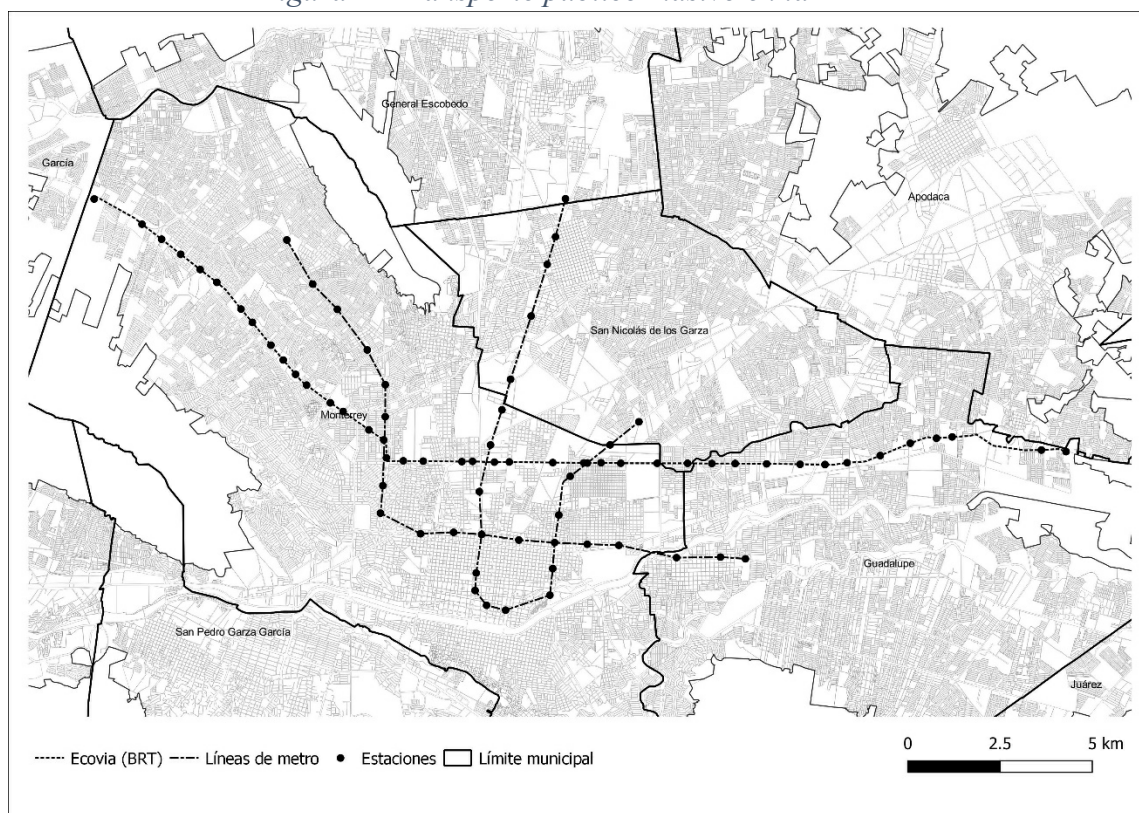 General Escobedo
García
Apodaca
San Nicolás de los Garza
Monterrey
Guadalupe
San Pedro Garza García
Juárez
Ecovia (BRT) Líneas de metro Estaciones Límite municipal
0 2.5 5 km